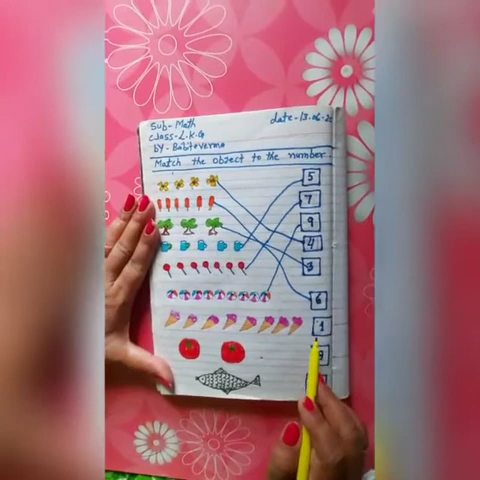 Sub- Math
date-13-06-20
class- L.K.G
by- Babitaverma
Match the object to the number
5
7
9
4
3
6
1